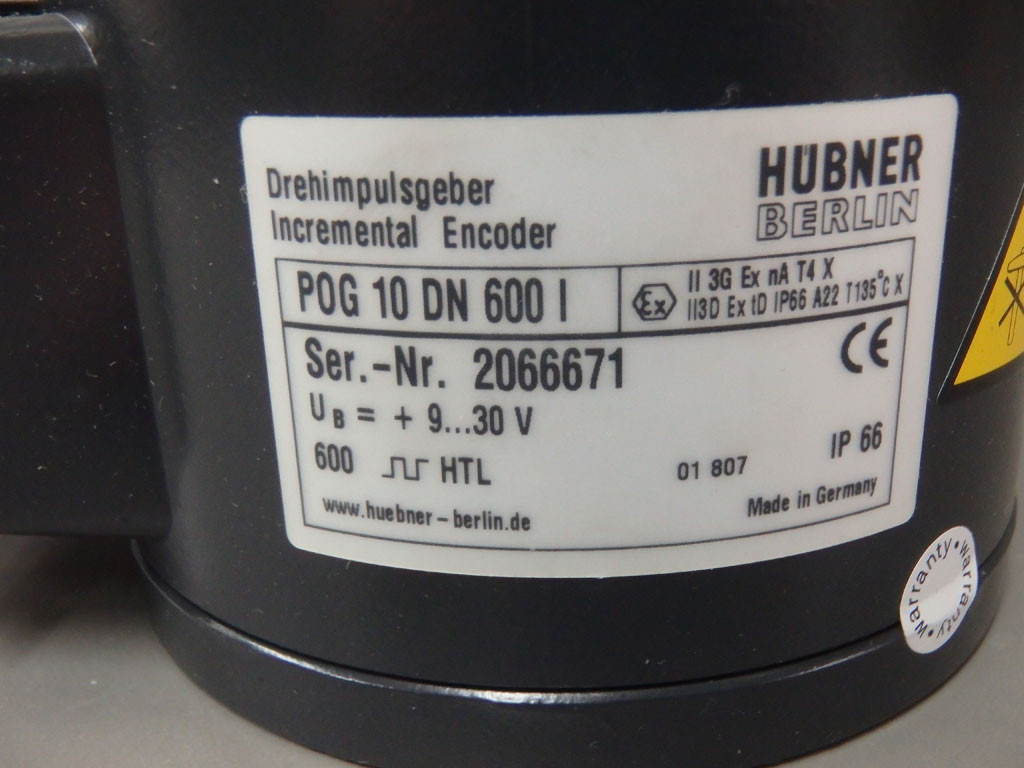 Drehimpulsgeber
Incremental Encoder
HÜBNER
BERLIN
POG 10 DN 600 I
Ex
II 3G Ex nA T4 X
II3D Ex tD IP66 A22 T135°C X
Ser.-Nr. 2066671
CE
UB = + 9...30 V
600 HTL
01 807
IP 66
www.huebner-berlin.de
Made in Germany
warranty • warranty •